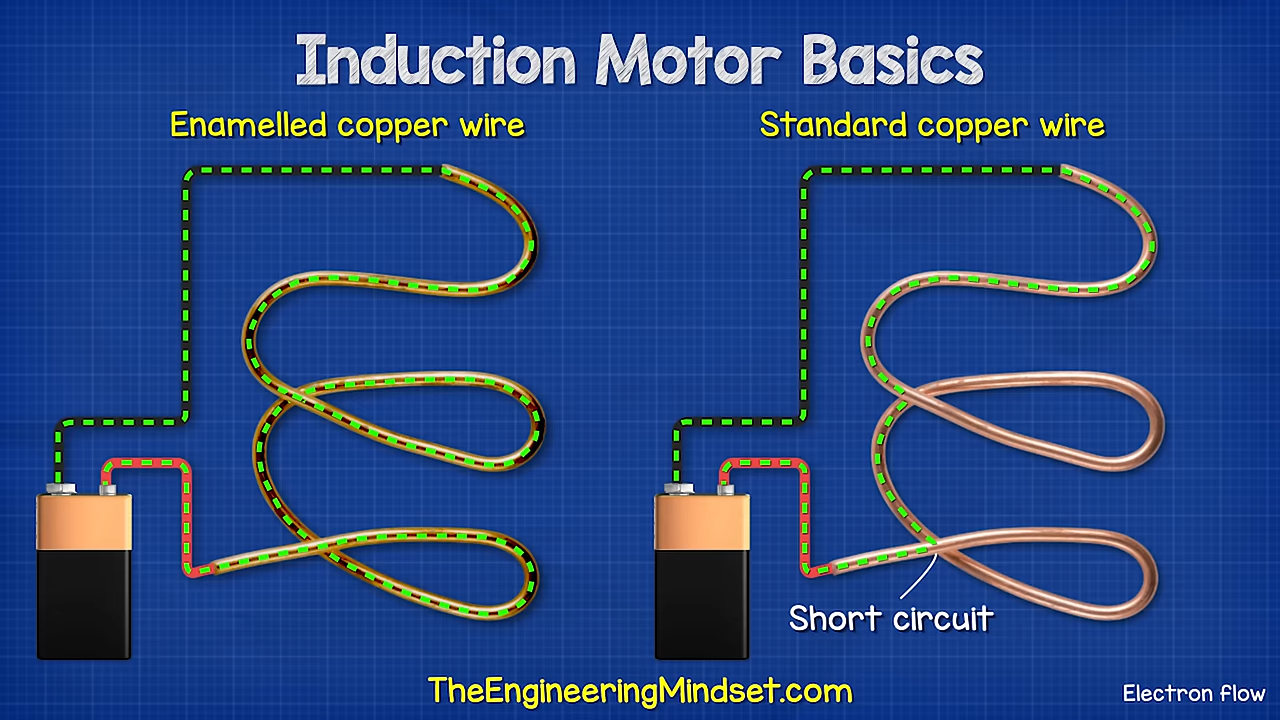 Induction Motor Basics
Enamelled copper wire
Standard copper wire
Short circuit
TheEngineeringMindset.com
Electron flow